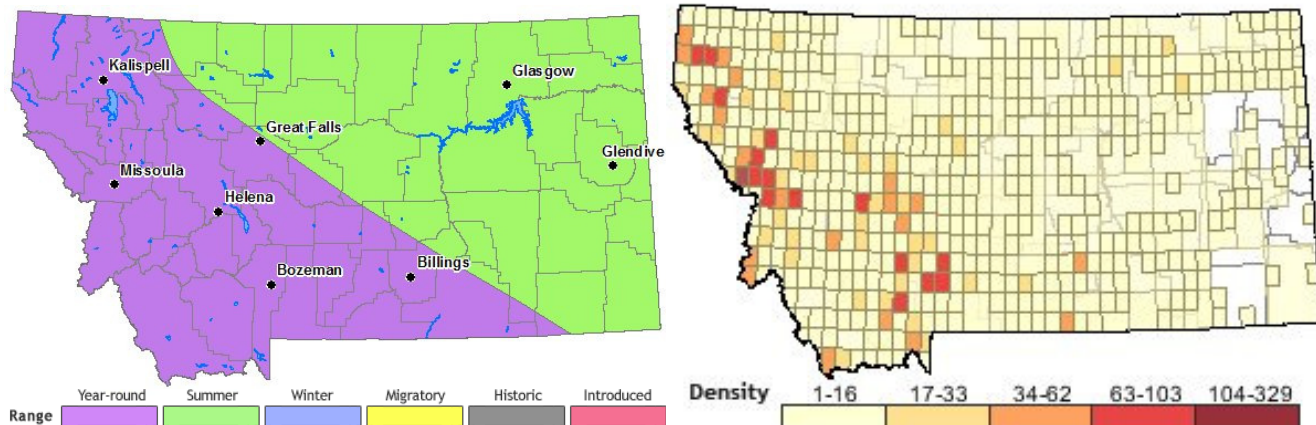 Kalispell
Glasgow
Great Falls
Glendive
Missoula
Helena
Bozeman
Billings
Year-round Summer Winter Migratory Historic Introduced
Range
Density 1-16 17-33 34-62 63-103 104-329